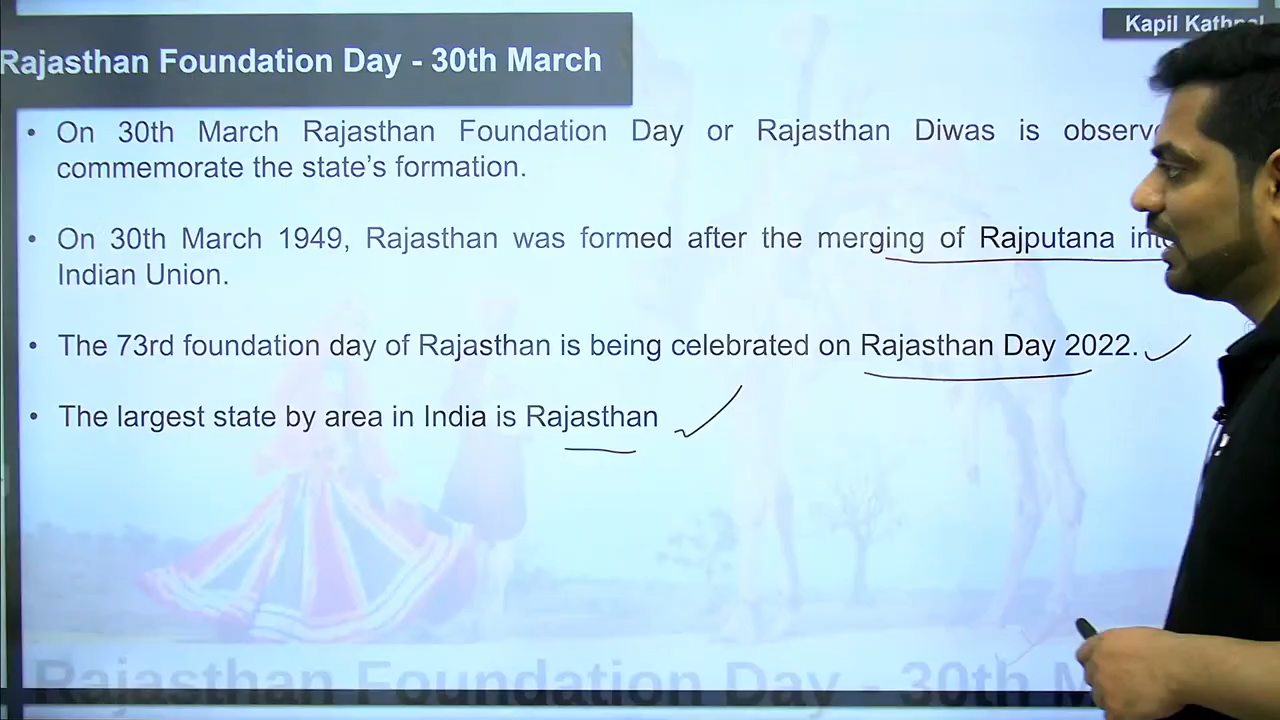 Kapil Kathpal
Rajasthan Foundation Day - 30th March
• On 30th March Rajasthan Foundation Day or Rajasthan Diwas is
commemorate the state’s formation.
• On 30th March 1949, Rajasthan was formed after the merging of Rajputana
Indian Union.
• The 73rd foundation day of Rajasthan is being celebrated on Rajasthan Day 2022.
• The largest state by area in India is Rajasthan
Rajasthan Foundation Day - 30th